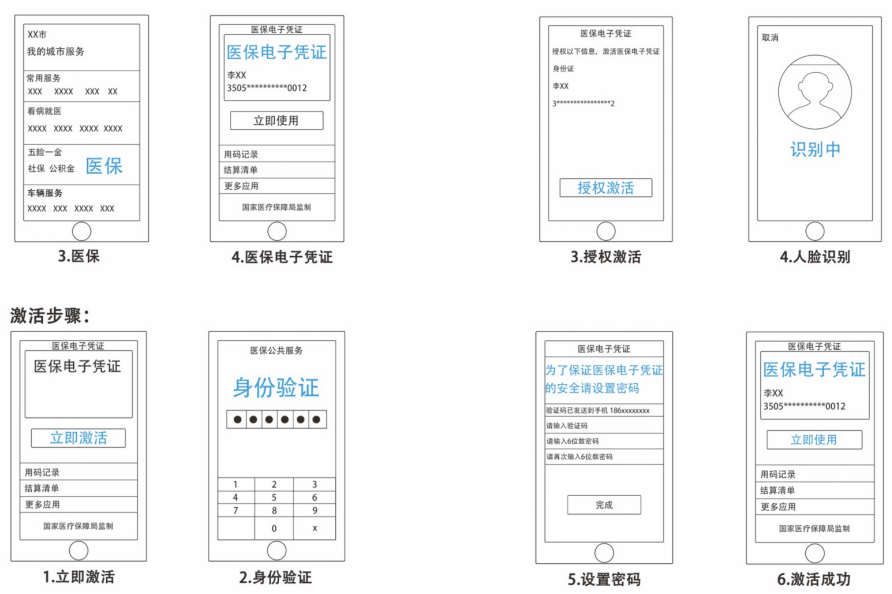 XX市
我的城市服务
常用服务
XXX XXXX XXX XX
看病就医
XXXX XXXX XXXX XXXX
五险一金
社保 公积金 医保
车辆服务
XXXX XXX XXXX XXX
3.医保
医保电子凭证
医保电子凭证
李XX
3505**********0012
立即使用
用码记录
结算清单
更多应用
国家医疗保障局监制
4.医保电子凭证
医保电子凭证
授权以下信息，激活医保电子凭证
身份证
李XX
3****************2
授权激活
3.授权激活
取消
识别中
4.人脸识别
激活步骤：
医保电子凭证
医保电子凭证
立即激活
用码记录
结算清单
更多应用
国家医疗保障局监制
1.立即激活
医保公共服务
身份验证
1 2 3
4 5 6
7 8 9
0 x
2.身份验证
医保电子凭证
为了保证医保电子凭证
的安全请设置密码
验证码已发送到手机 186xxxxxxxx
请输入验证码
请输入6位数密码
请再次输入6位数密码
完成
5.设置密码
医保电子凭证
医保电子凭证
李XX
3505**********0012
立即使用
用码记录
结算清单
更多应用
国家医疗保障局监制
6.激活成功